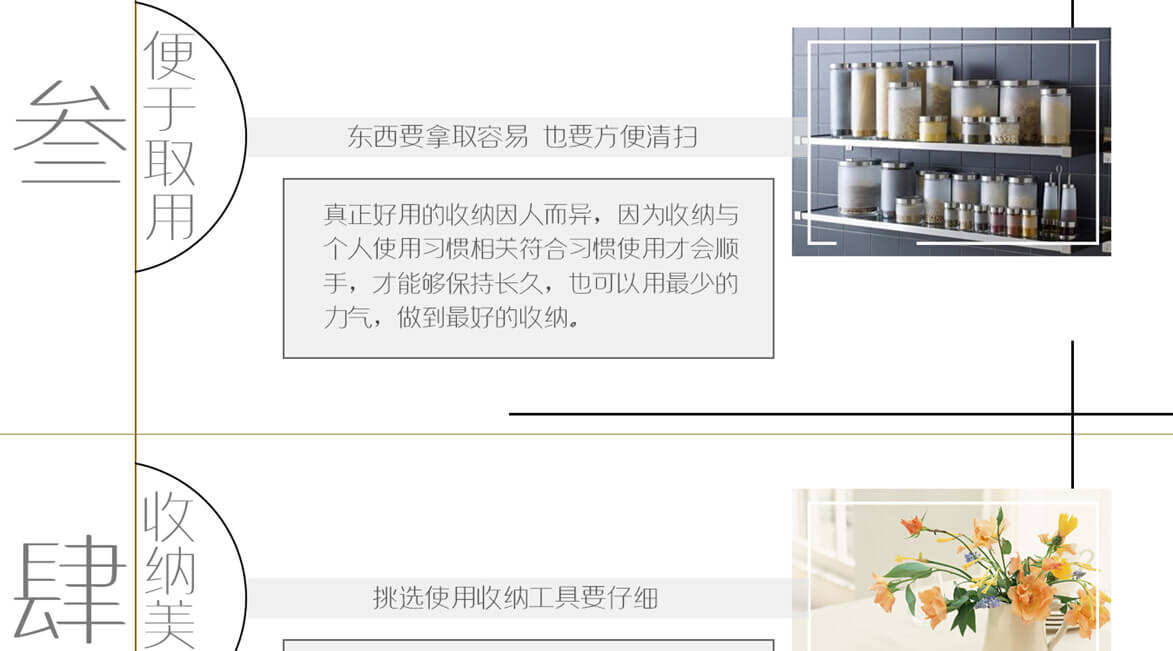 叁
便于取用
东西要拿取容易 也要方便清扫
真正好用的收纳因人而异，因为收纳与
个人使用习惯相关符合习惯使用才会顺
手，才能够保持长久，也可以用最少的
力气，做到最好的收纳。
肆
收纳美
挑选使用收纳工具要仔细